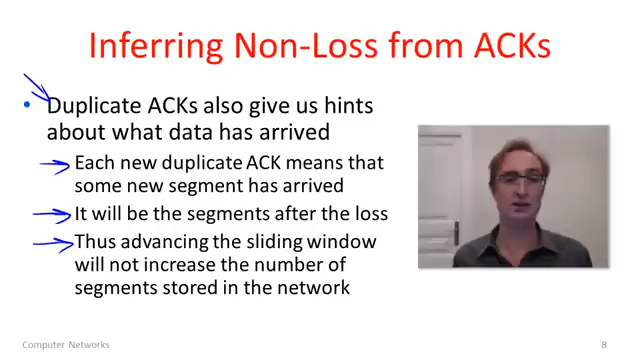 Inferring Non-Loss from ACKs
• Duplicate ACKs also give us hints
about what data has arrived
Each new duplicate ACK means that
some new segment has arrived
It will be the segments after the loss
Thus advancing the sliding window
will not increase the number of
segments stored in the network
Computer Networks
8